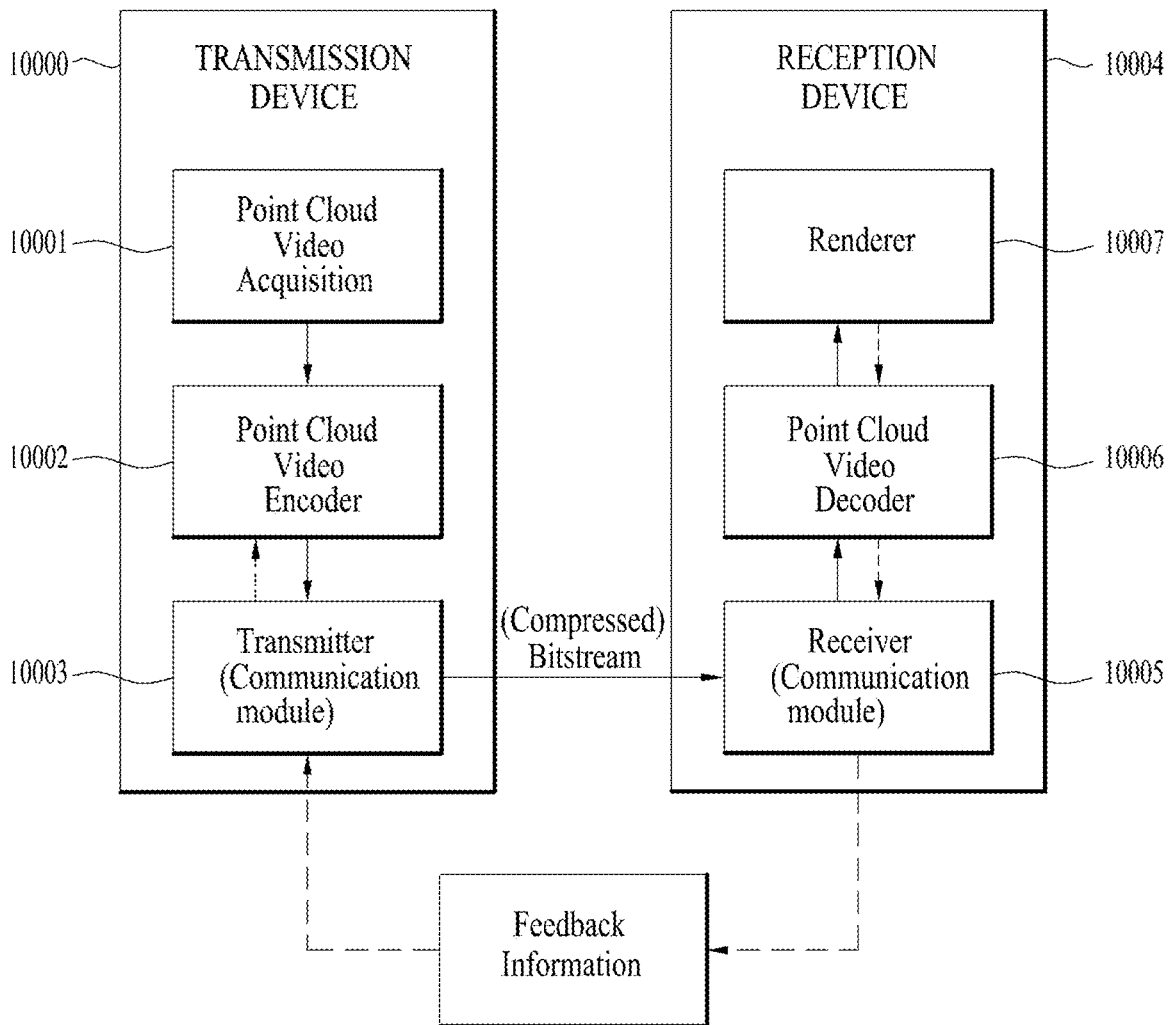 10000
TRANSMISSION
DEVICE
10001
Point Cloud
Video
Acquisition
10002
Point Cloud
Video
Encoder
10003
Transmitter
(Communication
module)
(Compressed)
Bitstream
RECEPTION
DEVICE
10004
Renderer
10007
Point Cloud
Video
Decoder
10006
Receiver
(Communication
module)
10005
Feedback
Information